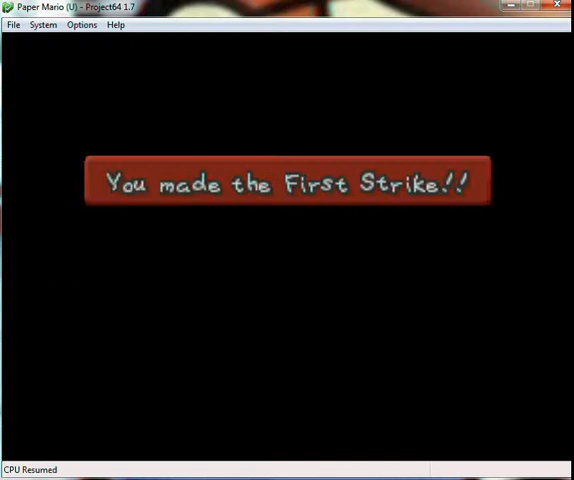 Paper Mario (U) - Project64 1.7
File System Options Help
You made the First Strike!!
CPU Resumed